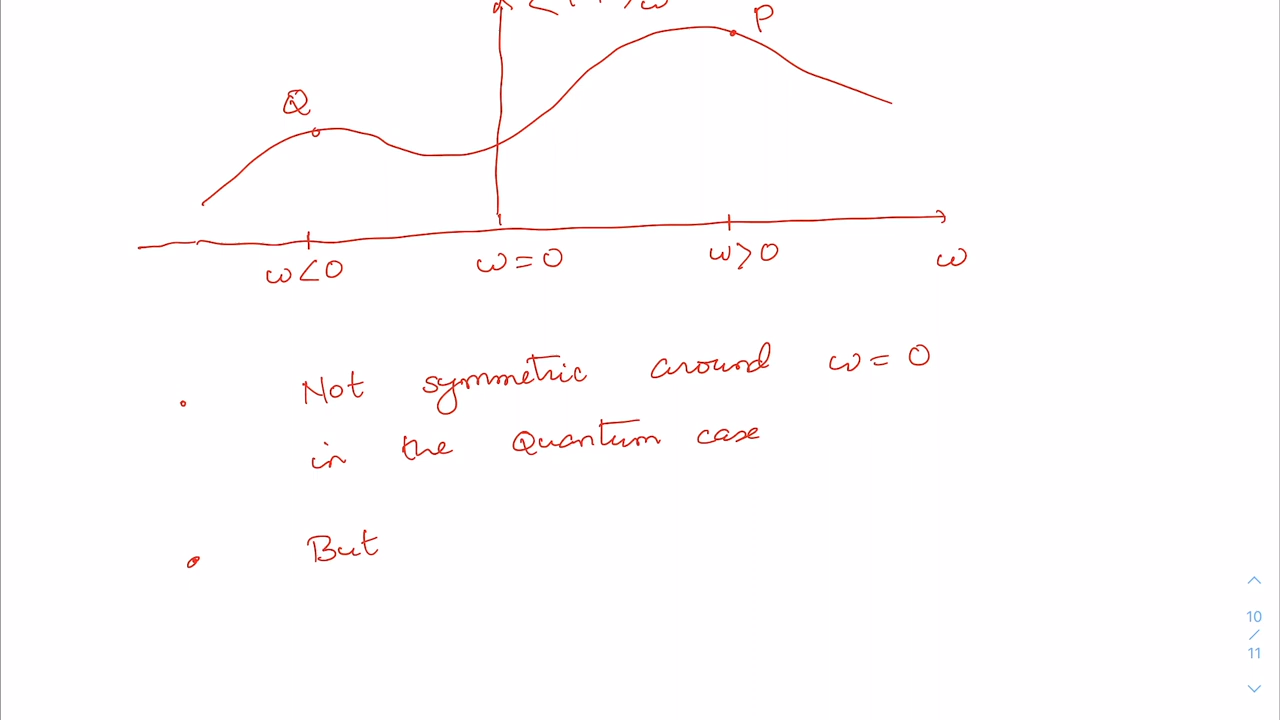 P
Q
ω<0
ω=0
ω>0
ω
. Not symmetric around ω=0
in the Quantum case
. But
10
/
11